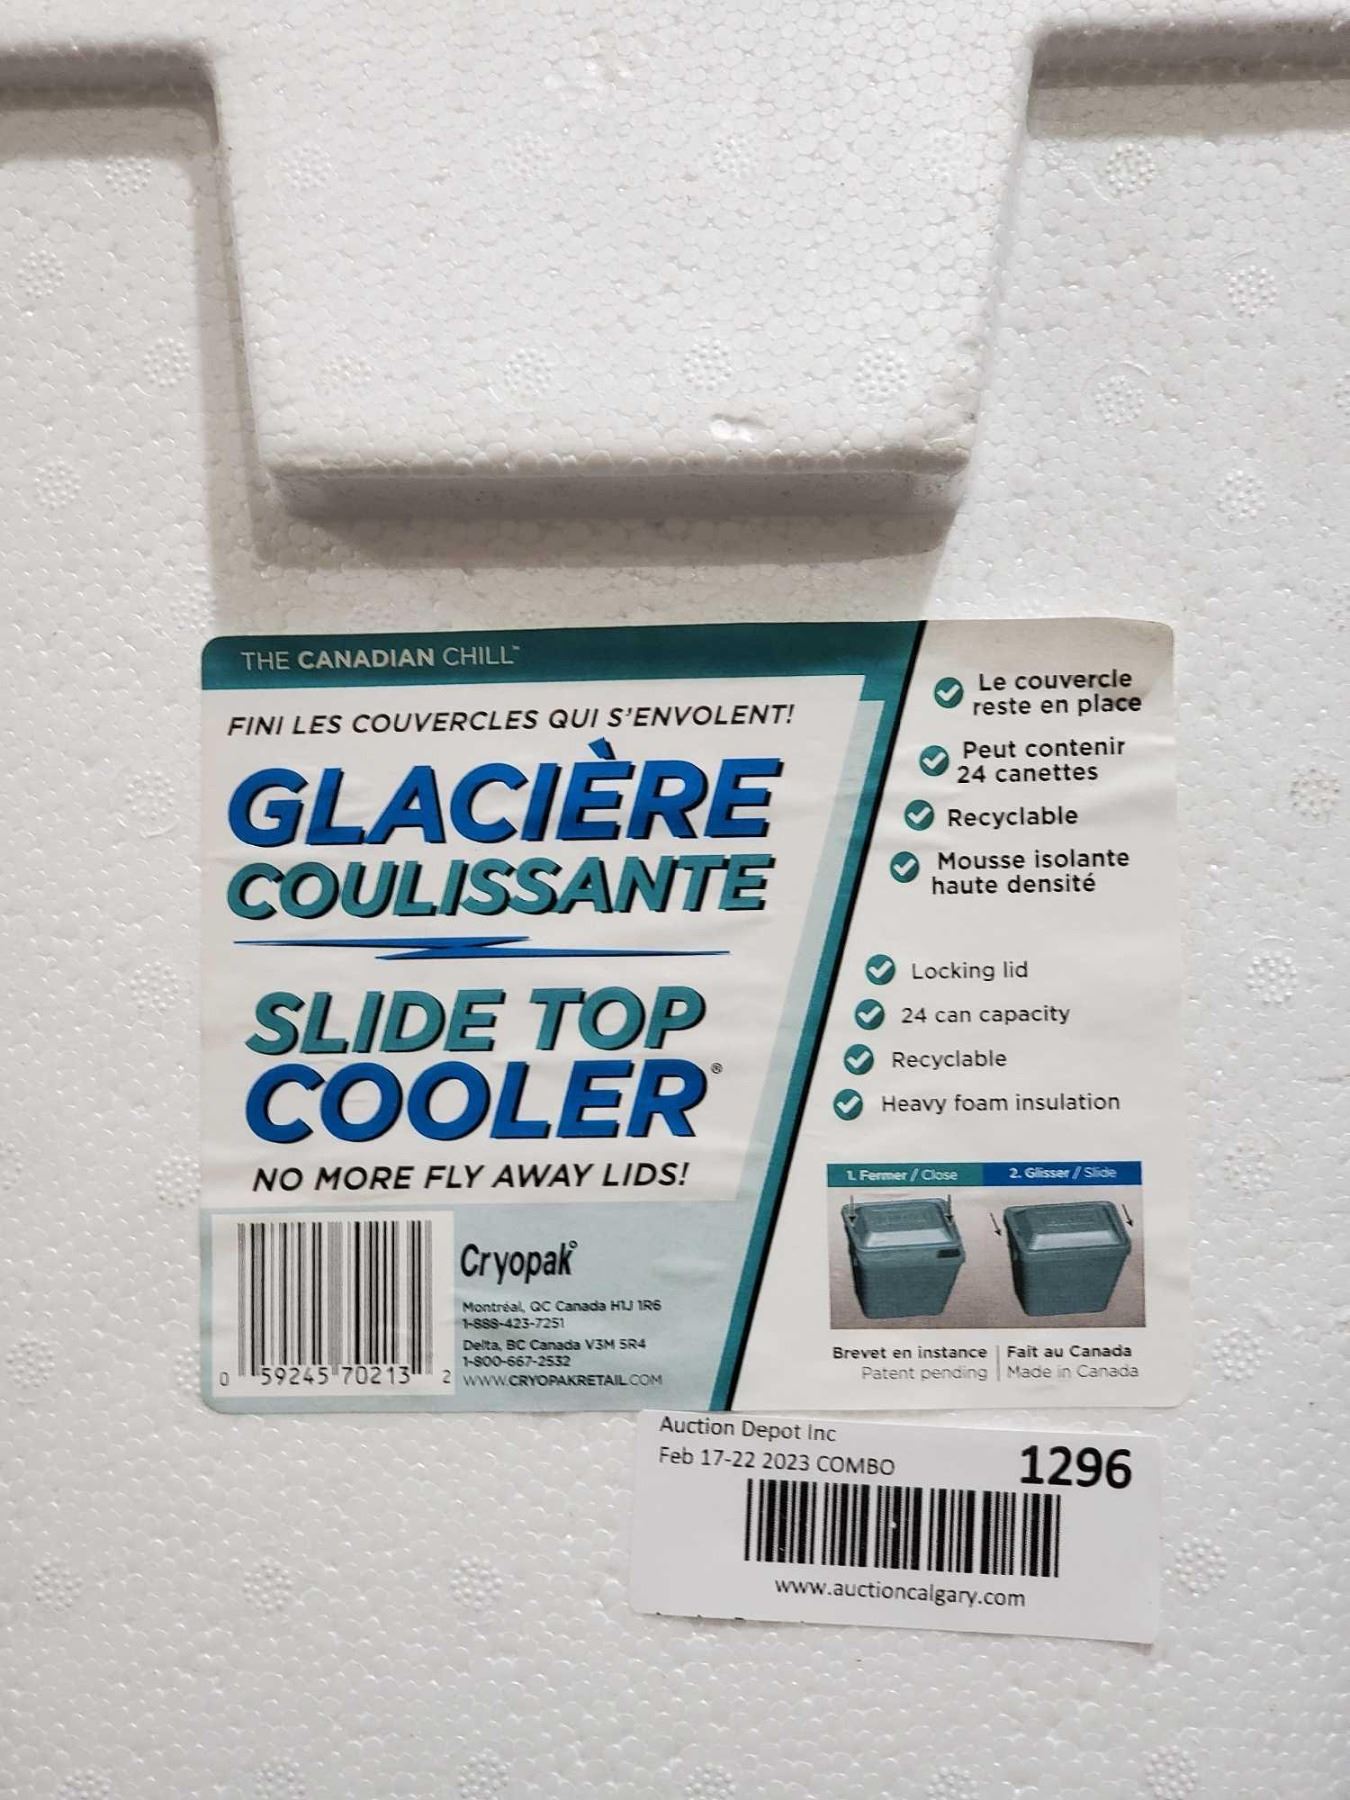 THE CANADIAN CHILL™
FINI LES COUVERCLES QUI S'ENVOLENT!
GLACIÈRE
COULISSANTE
SLIDE TOP
COOLER®
NO MORE FLY AWAY LIDS!
Le couvercle
reste en place
Peut contenir
24 canettes
Recyclable
Mousse isolante
haute densité
Locking lid
24 can capacity
Recyclable
Heavy foam insulation
1. Fermer / Close
2. Glisser / Slide
Brevet en instance
Patent pending
Fait au Canada
Made in Canada
0 59245 70213 2
Cryopak
Montréal, QC Canada H1J 1R6
1-888-423-7251
Delta, BC Canada V3M 5R4
1-800-667-2532
WWW.CRYOPAKRETAIL.COM
Auction Depot Inc
Feb 17-22 2023 COMBO
1296
www.auctioncalgary.com